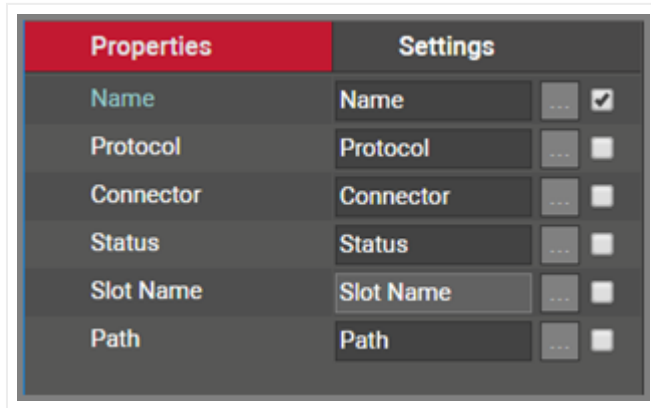 Properties Settings
Name Name ...
Protocol Protocol ...
Connector Connector ...
Status Status ...
Slot Name Slot Name ...
Path Path ...